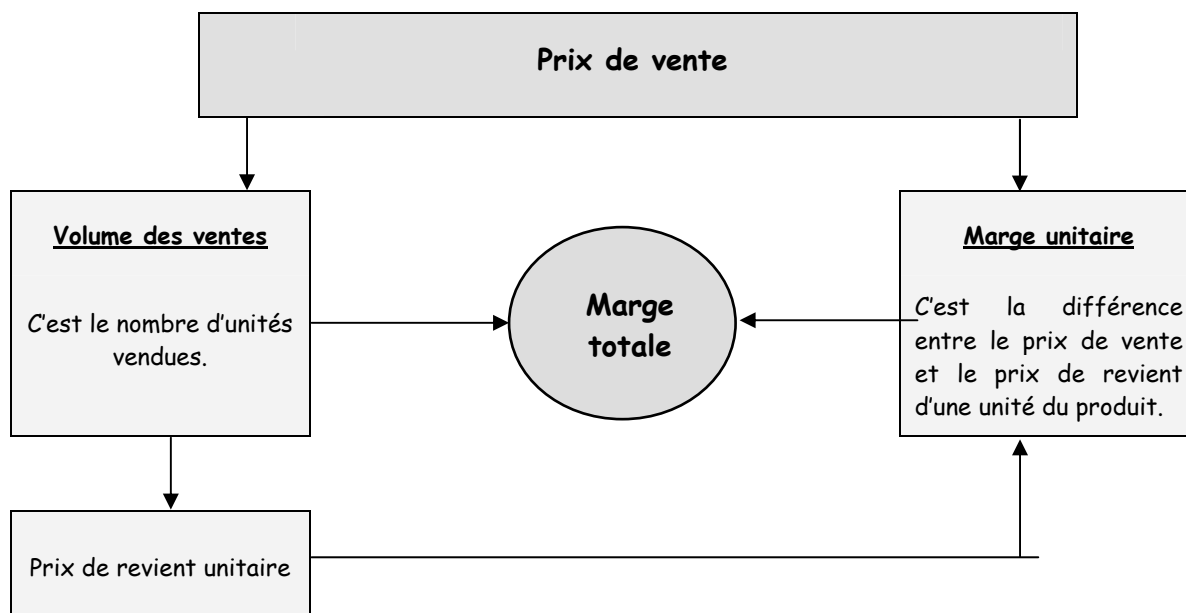 Prix de vente
Volume des ventes
C'est le nombre d'unités
vendues.
Marge
totale
Marge unitaire
C'est la différence
entre le prix de vente
et le prix de revient
d'une unité du produit.
Prix de revient unitaire